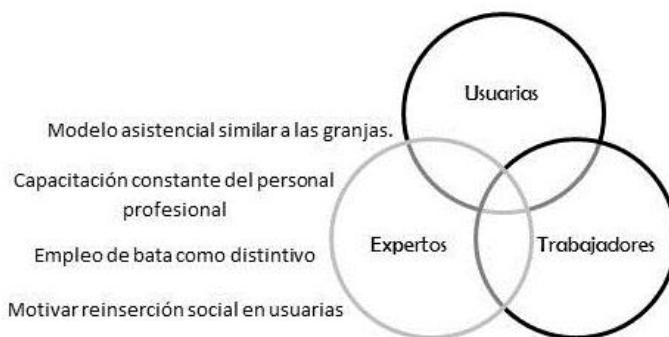 Usuarias
Modelo asistencial similar a las granjas.
Capacitación constante del personal
profesional
Expertos
Trabajadores
Empleo de bata como distintivo
Motivar reinserción social en usuarias